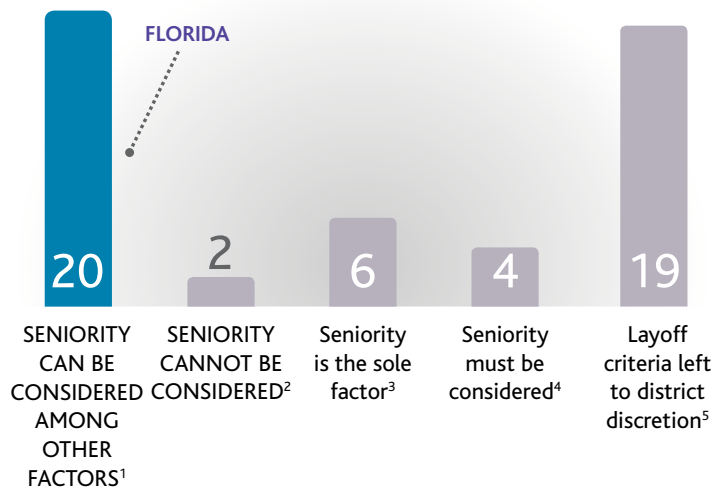 FLORIDA
20
2
6
4
19
SENIORITY
CAN BE
CONSIDERED
AMONG
OTHER
FACTORS¹
SENIORITY
CANNOT BE
CONSIDERED²
Seniority
is the sole
factor³
Seniority
must be
considered⁴
Layoff
criteria left
to district
discretion⁵